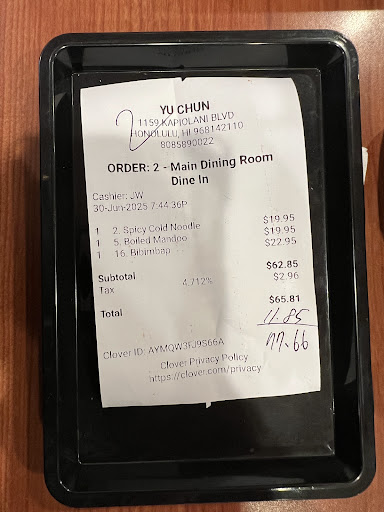 YU CHUN
2
1159 KAPIOLANI BLVD
HONOLULU, HI 968142110
8085890022
ORDER: 2 - Main Dining Room
Dine In
Cashier: JW
30-Jun-2025 7:44:36P
1 2. Spicy Cold Noodle $19.95
1 5. Boiled Mandoo $19.95
1 16. Bibimbap $22.95
Subtotal $62.85
Tax 4.712% $2.96
Total $65.81
11.85
77.66
Clover ID: AYMQW3fJ9S66A
Clover Privacy Policy
https://clover.com/privacy